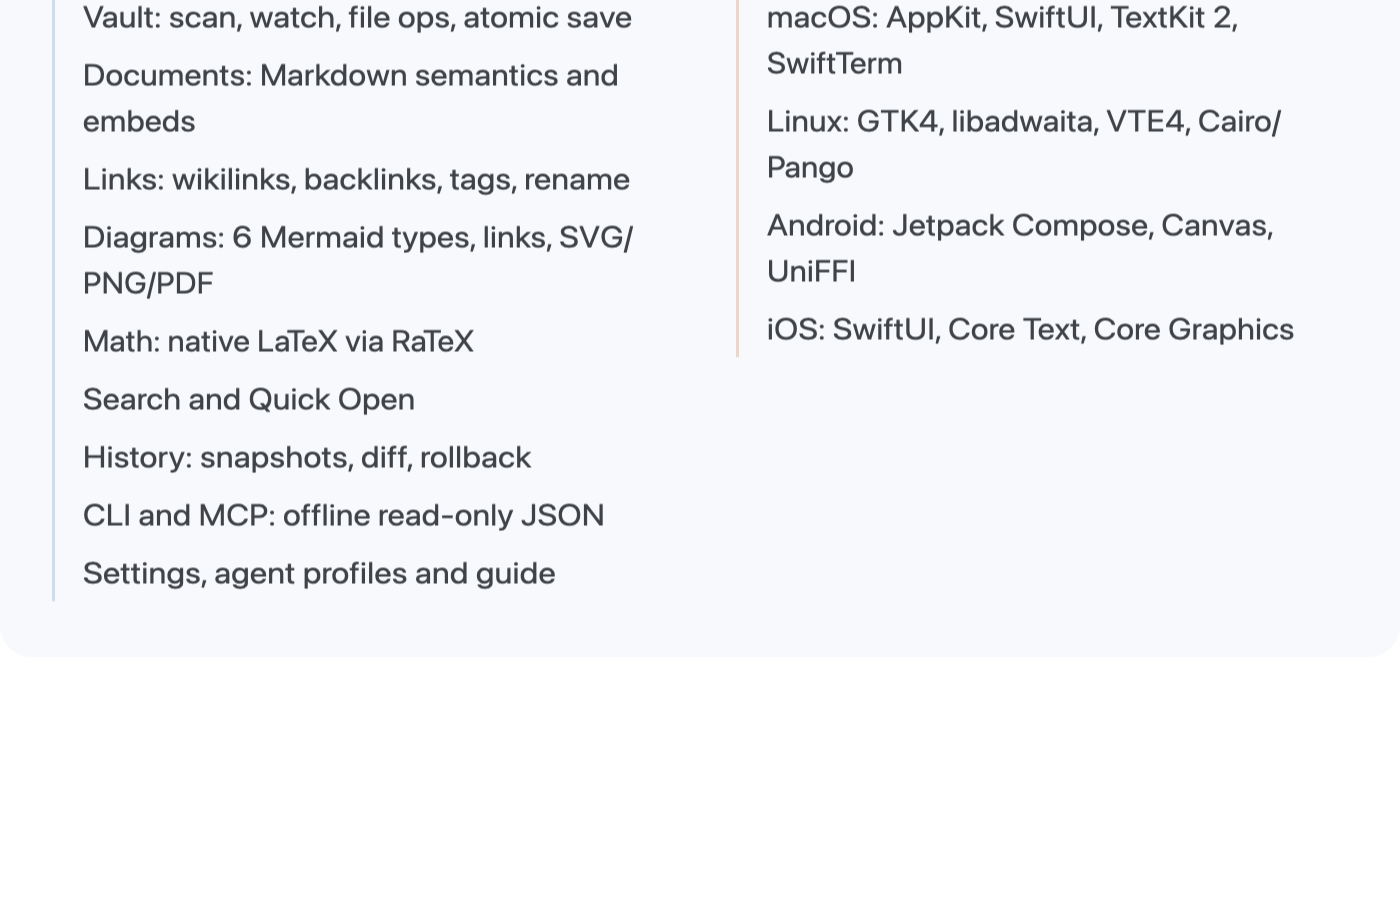 Vault: scan, watch, file ops, atomic save
Documents: Markdown semantics and
embeds
Links: wikilinks, backlinks, tags, rename
Diagrams: 6 Mermaid types, links, SVG/
PNG/PDF
Math: native LaTeX via RaTeX
Search and Quick Open
History: snapshots, diff, rollback
CLI and MCP: offline read-only JSON
Settings, agent profiles and guide
macOS: AppKit, SwiftUI, TextKit 2,
SwiftTerm
Linux: GTK4, libadwaita, VTE4, Cairo/
Pango
Android: Jetpack Compose, Canvas,
UniFFI
iOS: SwiftUI, Core Text, Core Graphics